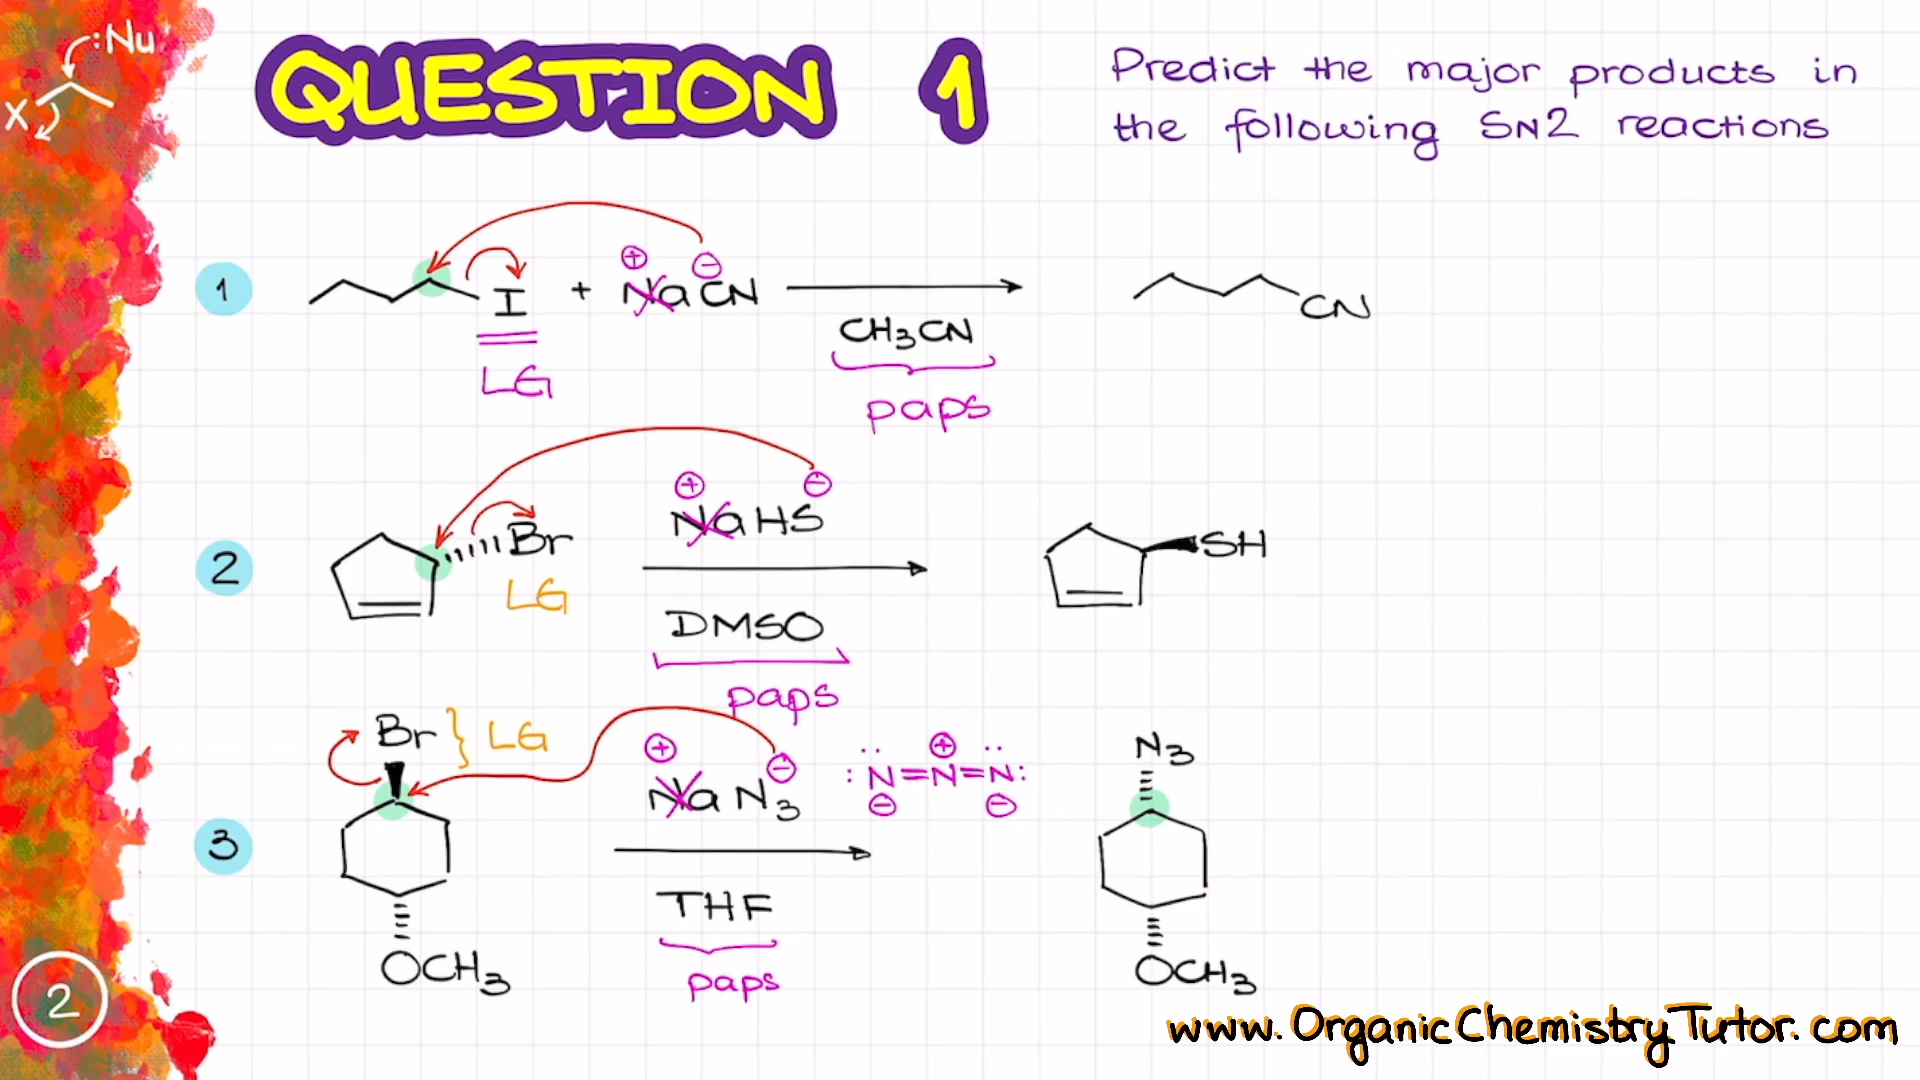 :Nu
X
QUESTION 1
Predict the major products in
the following SN2 reactions
1
I + NaCN
⊕ ⊖
LG
CH3CN
paps
CN
2
Br
LG
⊕ ⊖
NaHS
DMSO
paps
SH
3
Br } LG
⊕ ⊖
NaN3
:N=N=N:
⊖ ⊕ ⊖
THF
paps
OCH3
N3
OCH3
2
www.OrganicChemistryTutor.com